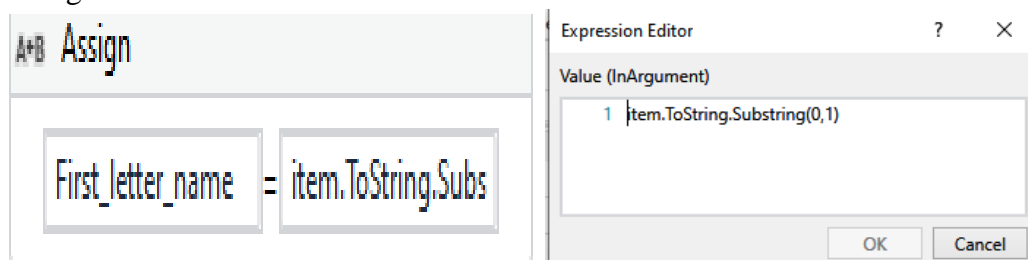 A+B Assign
First_letter_name = item.ToString.Subs
Expression Editor ? ×
Value (InArgument)
1 item.ToString.Substring(0,1)
OK Cancel